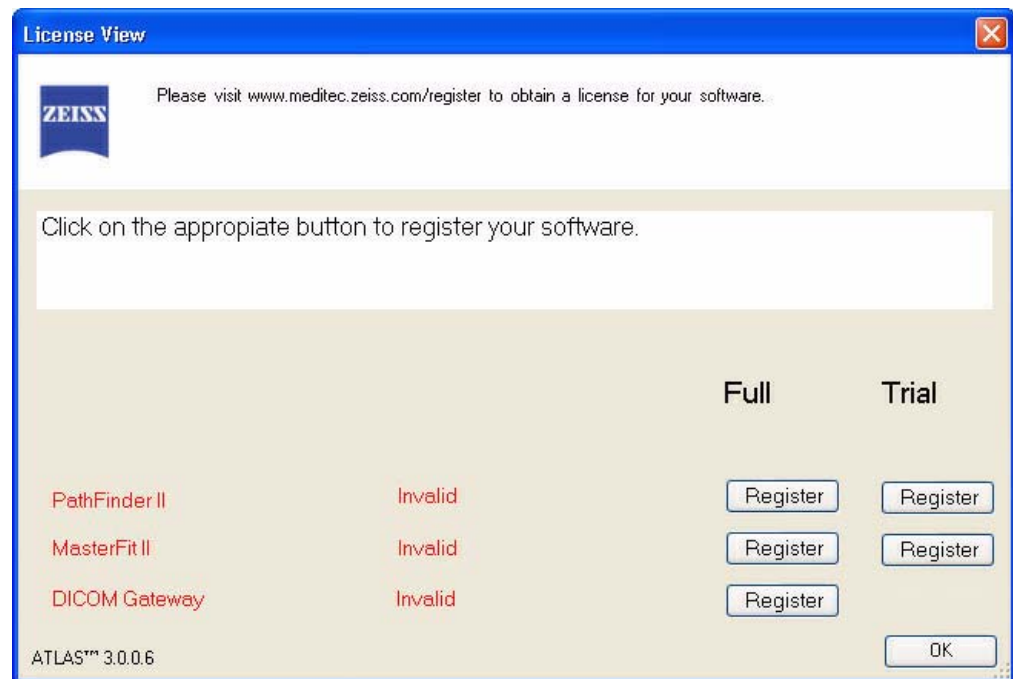 License View
ZEISS
Please visit www.meditec.zeiss.com/register to obtain a license for your software.
Click on the appropiate button to register your software.
Full Trial
PathFinder II Invalid Register Register
MasterFit II Invalid Register Register
DICOM Gateway Invalid Register
ATLAS™ 3.0.0.6 OK